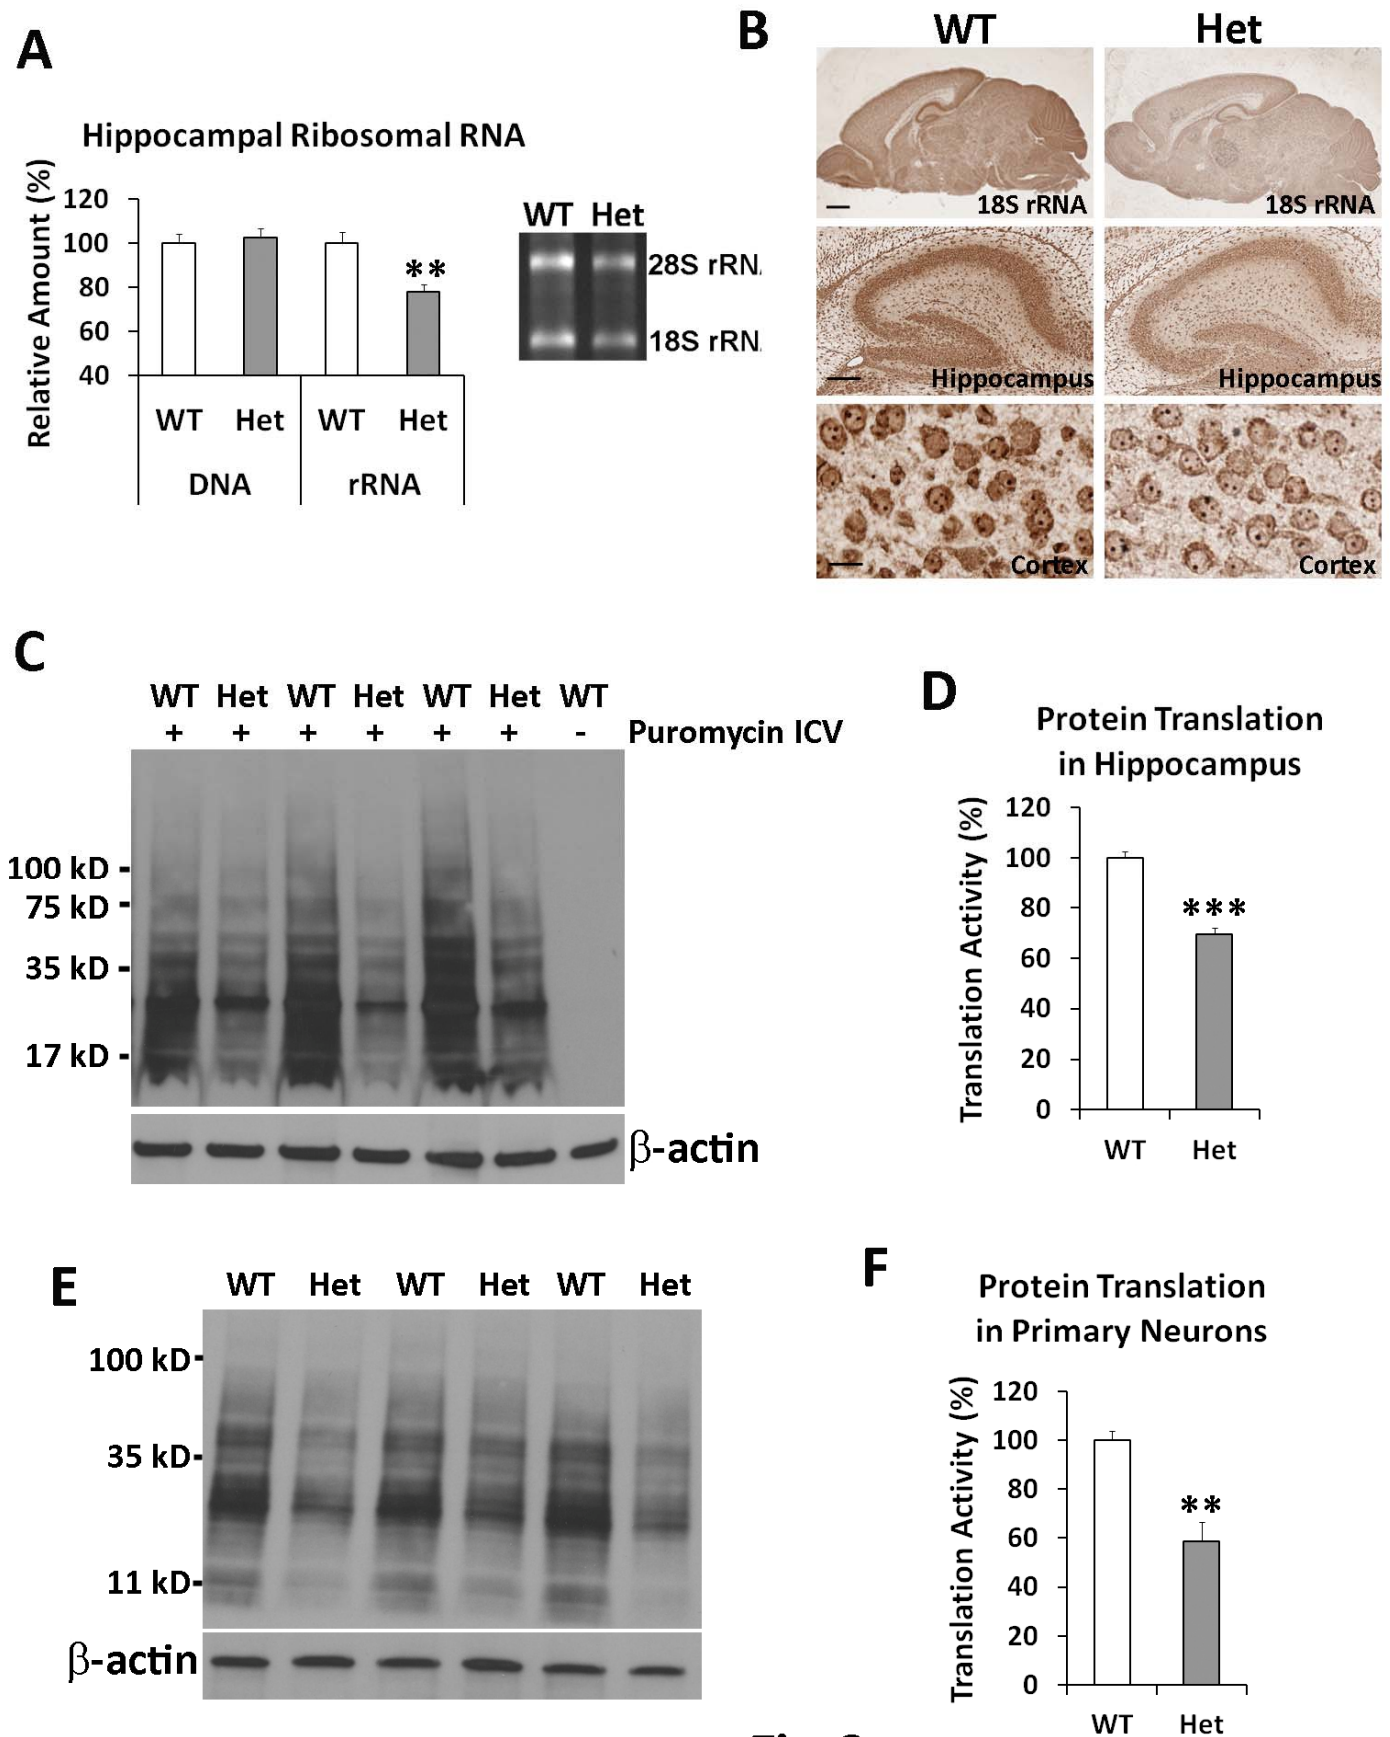 A
Hippocampal Ribosomal RNA
Relative Amount (%)
120
100
80
60
40
**
WT Het WT Het
DNA rRNA
WT Het
28S rRN
18S rRN
B
WT Het
18S rRNA 18S rRNA
Hippocampus Hippocampus
Cortex Cortex
C
WT Het WT Het WT Het WT
+ + + + + + - Puromycin ICV
100 kD
75 kD
35 kD
17 kD
β-actin
D
Protein Translation
in Hippocampus
Translation Activity (%)
120
100
80
60
40
20
0
***
WT Het
E
WT Het WT Het WT Het
100 kD
35 kD
11 kD
β-actin
F
Protein Translation
in Primary Neurons
Translation Activity (%)
120
100
80
60
40
20
0
**
WT Het